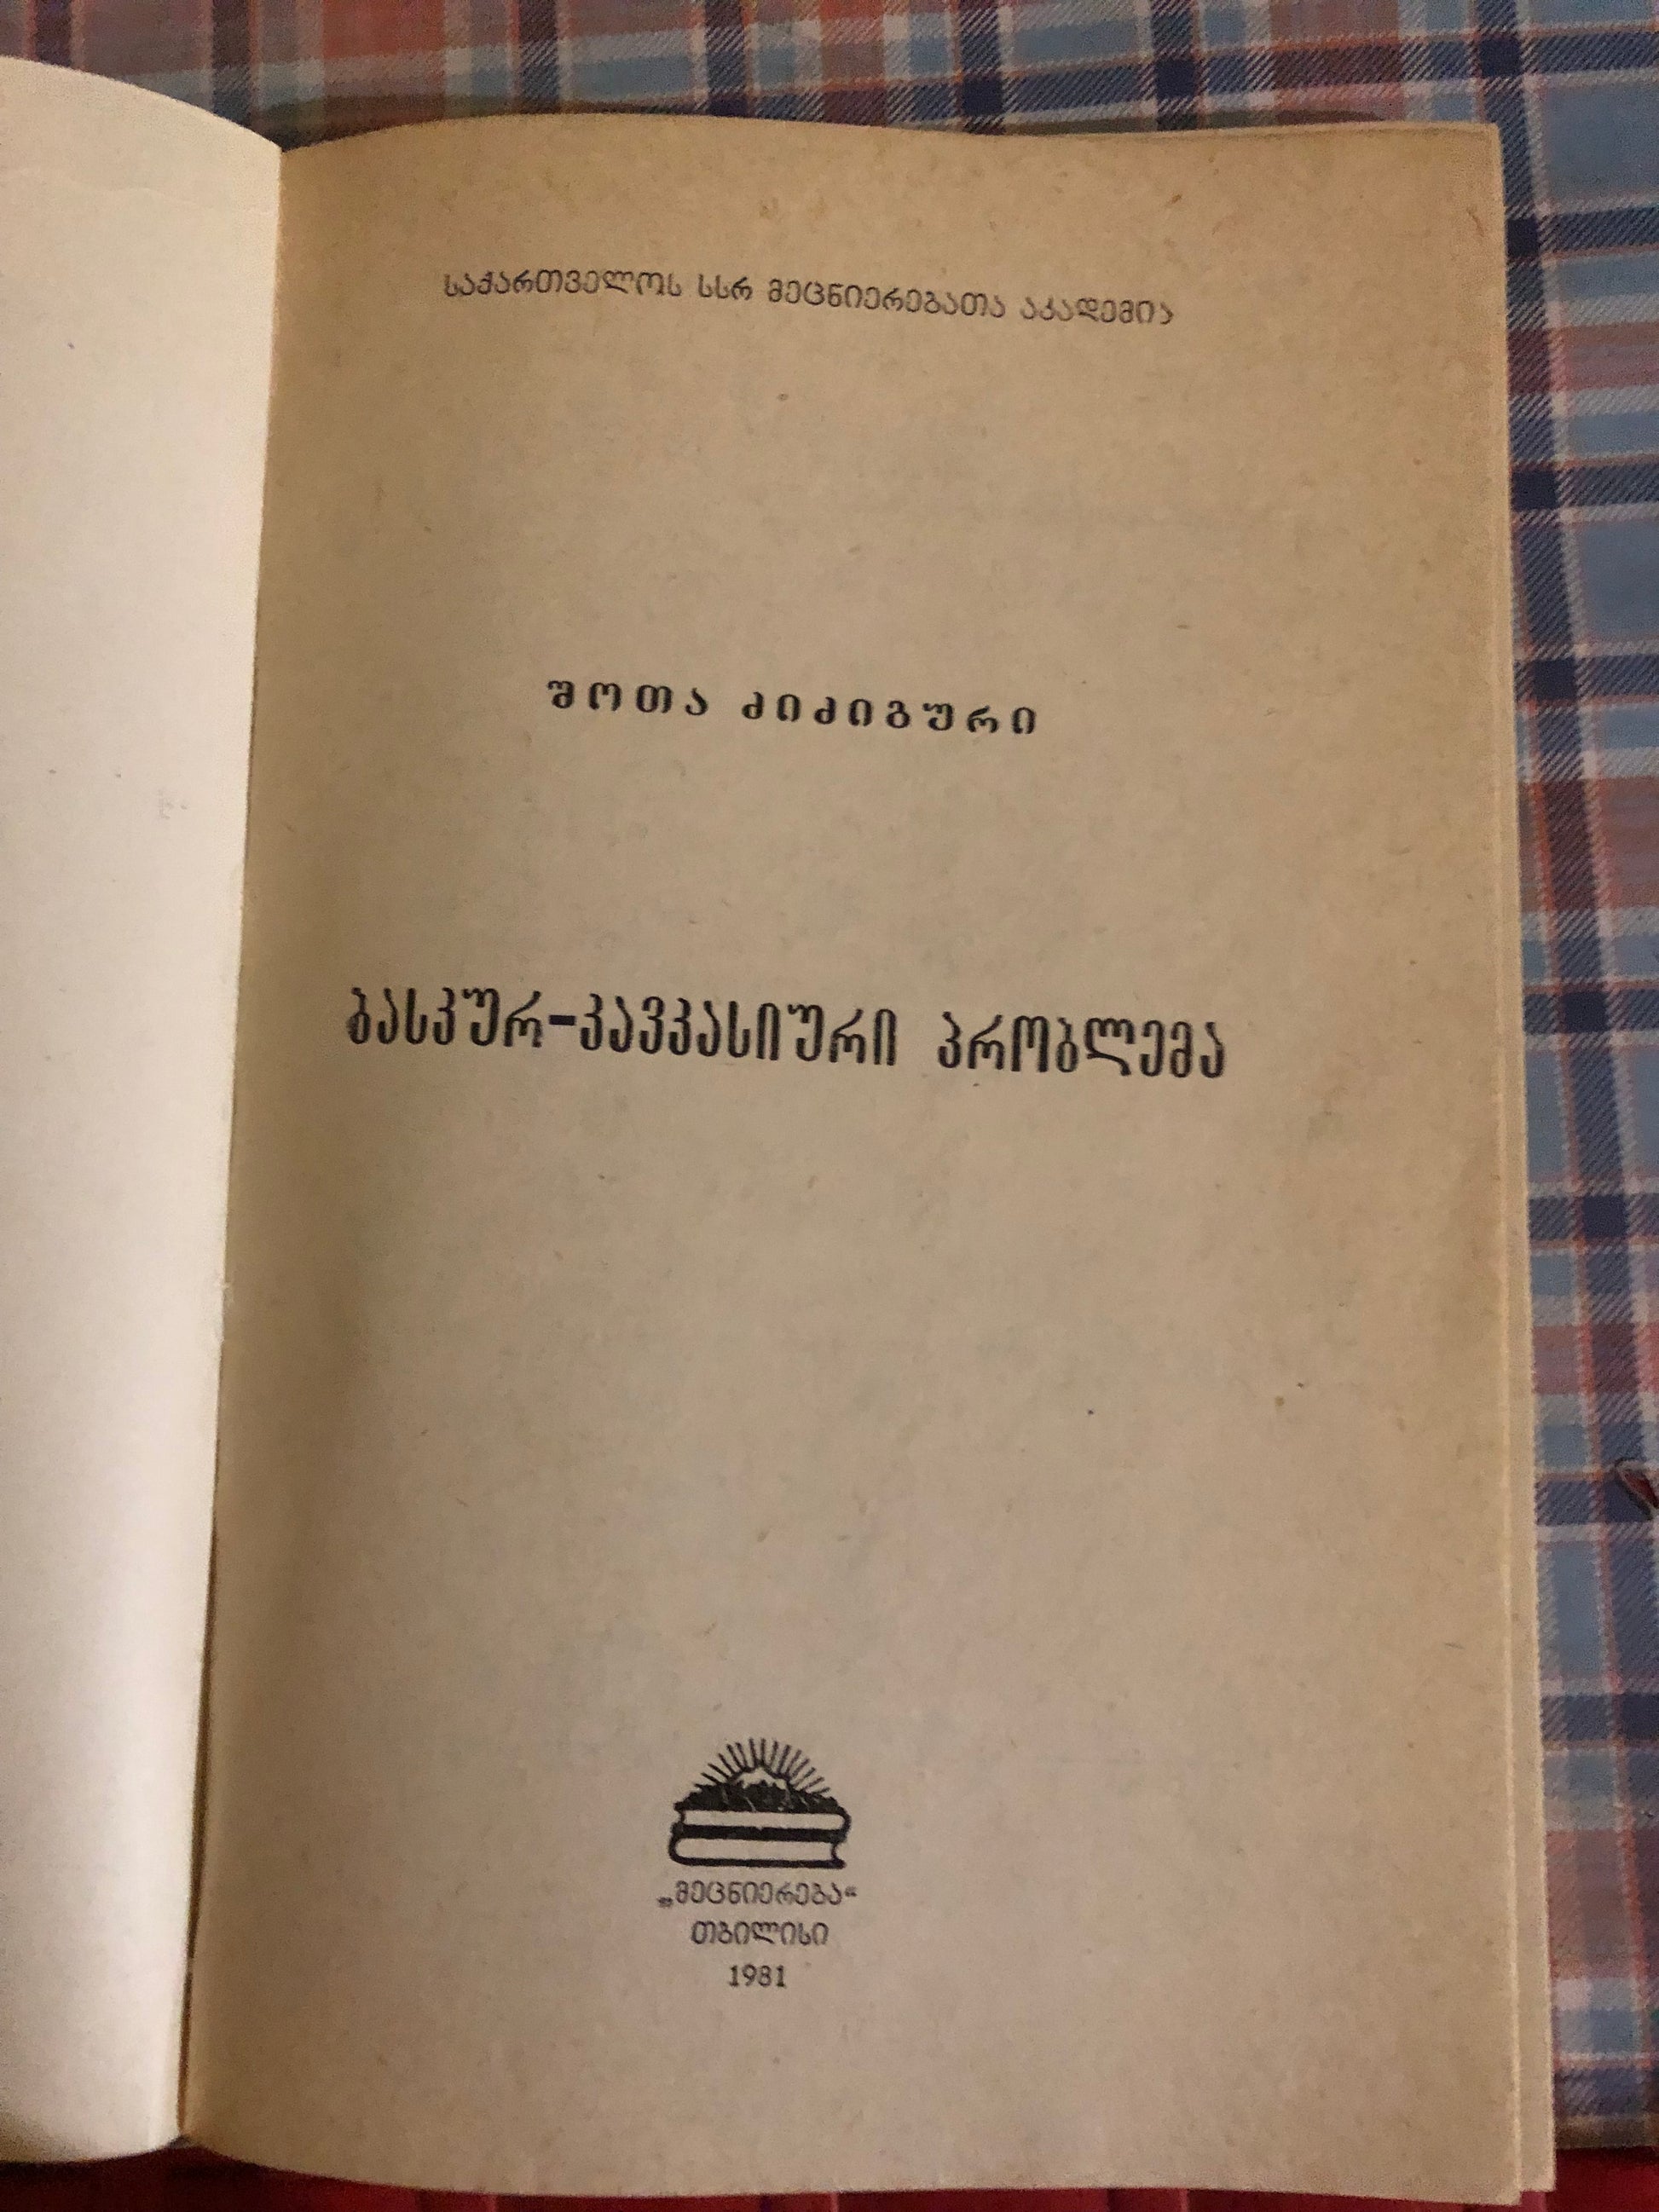 საქართველოს სსრ მეცნიერებათა აკადემია
შოთა ძიძიგური
ბასკურ-კავკასიური პრობლემა
„მეცნიერება“
თბილისი
1981